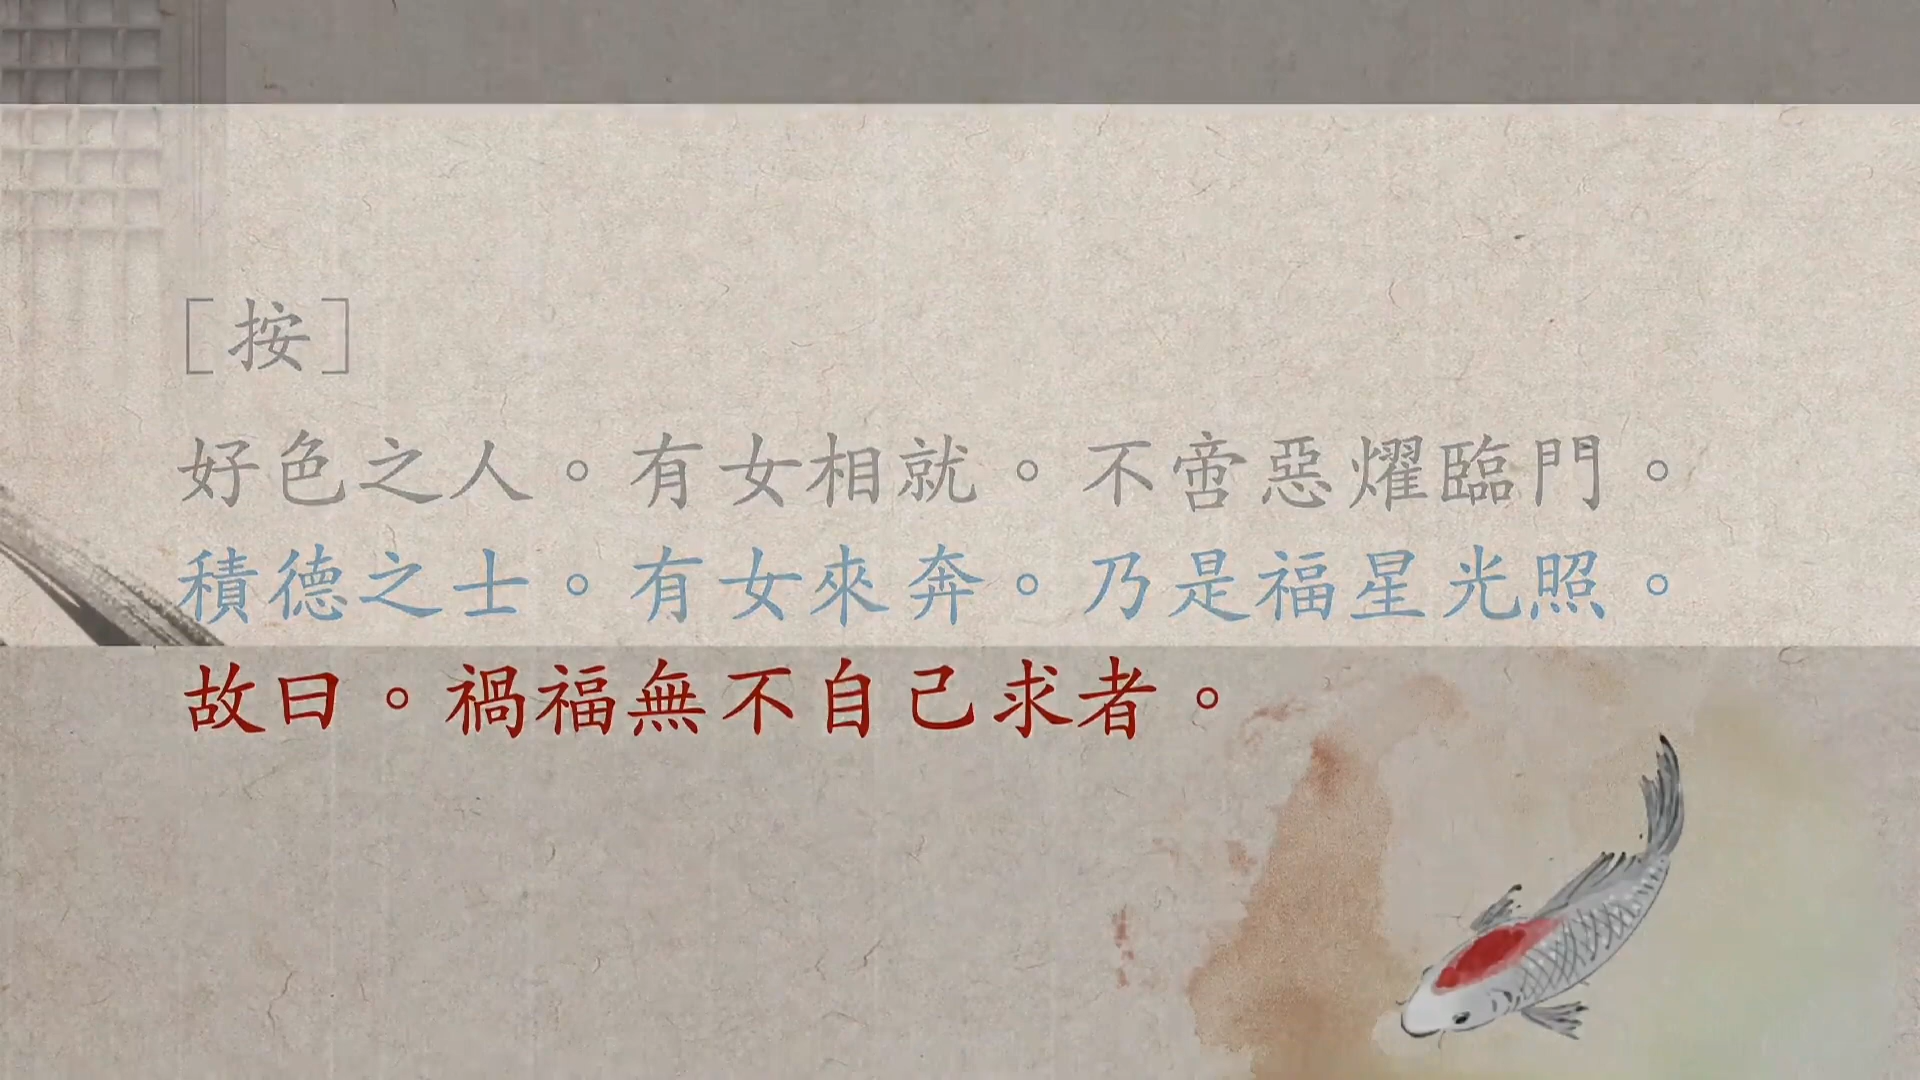 [按]
好色之人。有女相就。不啻惡燿臨門。
積德之士。有女來奔。乃是福星光照。
故曰。禍福無不自己求者。